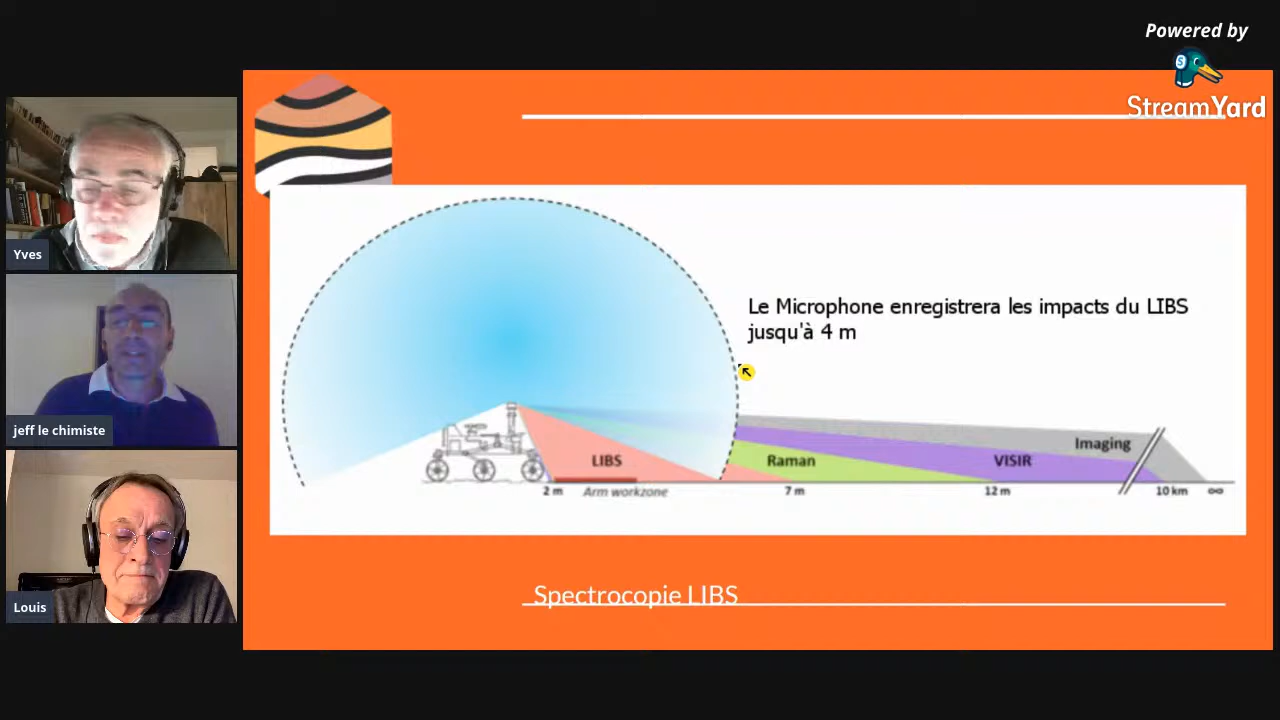 Powered by
StreamYard
Yves
jeff le chimiste
Louis
Le Microphone enregistrera les impacts du LIBS
jusqu'à 4 m
LIBS
Raman
VISIR
Imaging
2 m
Arm workzone
7 m
12 m
10 km
∞
Spectrocopie LIBS